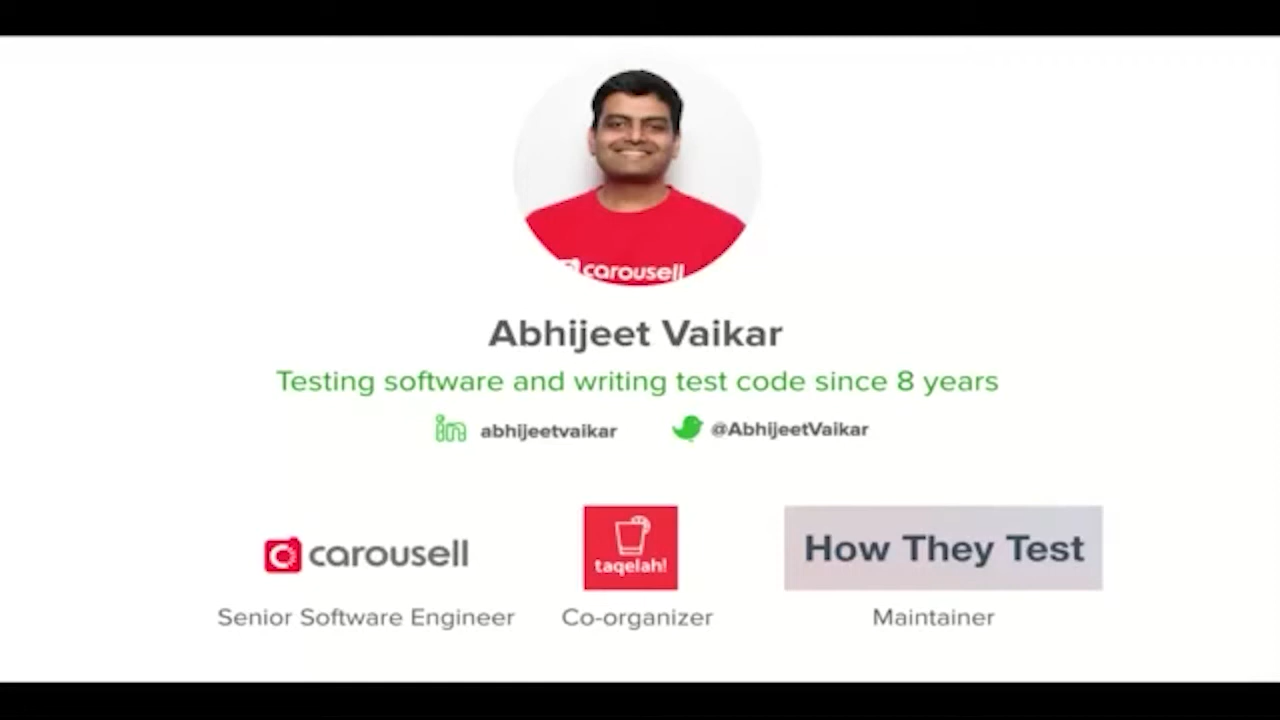 carousell
Abhijeet Vaikar
Testing software and writing test code since 8 years
in abhijeetvaikar @AbhijeetVaikar
carousell taqelah! How They Test
Senior Software Engineer Co-organizer Maintainer